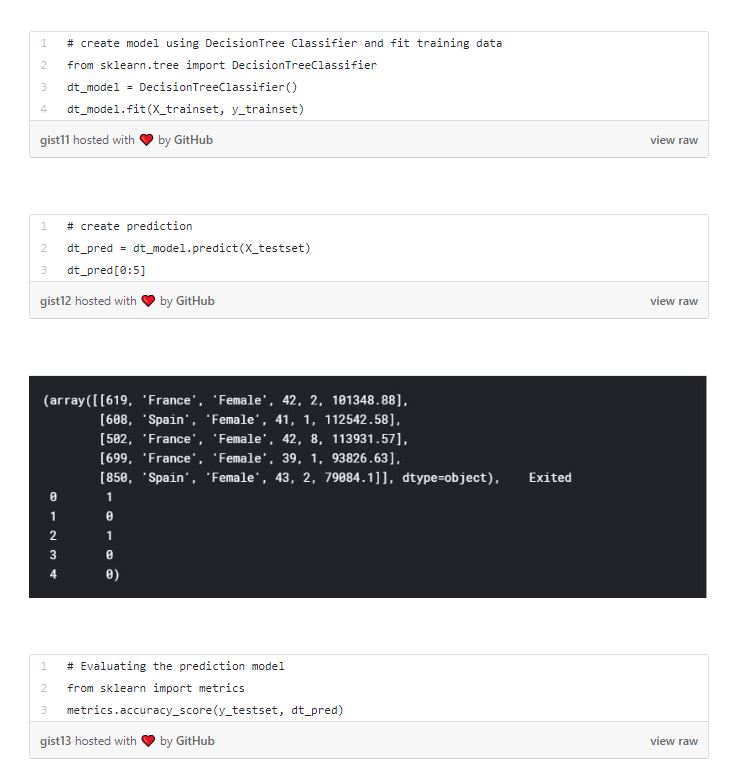 1 # create model using DecisionTree Classifier and fit training data
2 from sklearn.tree import DecisionTreeClassifier
3 dt_model = DecisionTreeClassifier()
4 dt_model.fit(X_trainset, y_trainset)
gist11 hosted with ❤ by GitHub view raw
1 # create prediction
2 dt_pred = dt_model.predict(X_testset)
3 dt_pred[0:5]
gist12 hosted with ❤ by GitHub view raw
(array([[619, 'France', 'Female', 42, 2, 101348.88],
[608, 'Spain', 'Female', 41, 1, 112542.58],
[502, 'France', 'Female', 42, 8, 113931.57],
[699, 'France', 'Female', 39, 1, 93826.63],
[850, 'Spain', 'Female', 43, 2, 79084.1]], dtype=object), Exited
0 1
1 0
2 1
3 0
4 0)
1 # Evaluating the prediction model
2 from sklearn import metrics
3 metrics.accuracy_score(y_testset, dt_pred)
gist13 hosted with ❤ by GitHub view raw